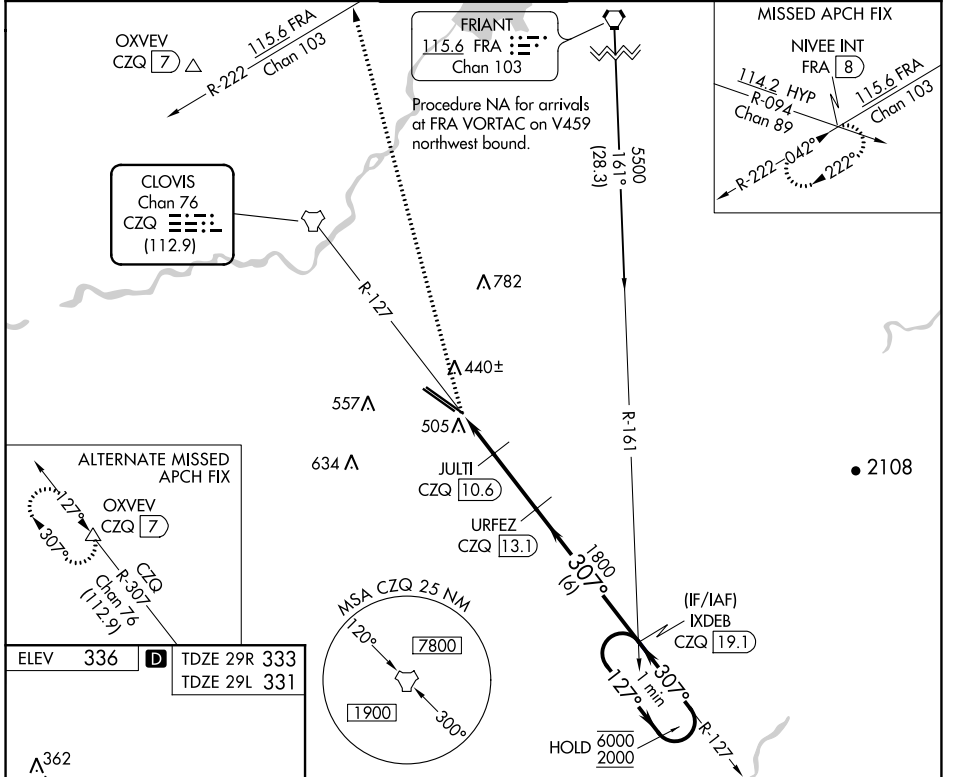 OXVEV
CZQ 7
115.6 FRA
R-222 Chan 103
FRIANT
115.6 FRA
Chan 103
Procedure NA for arrivals
at FRA VORTAC on V459
northwest bound.
5500
161°
(28.3)
R-161
MISSED APCH FIX
NIVEE INT
FRA 8
114.2 HYP
R-094
Chan 89
115.6 FRA
Chan 103
R-222 042°
222°
CLOVIS
Chan 76
CZQ
(112.9)
R-127
782
440±
557
505
634
2108
JULTI
CZQ 10.6
URFEZ
CZQ 13.1
1800
307°
(6)
(IF/IAF)
IXDEB
CZQ 19.1
307°
1 min
127°
R-127
HOLD 6000
2000
ALTERNATE MISSED
APCH FIX
OXVEV
CZQ 7
127°
307°
CZQ
R-307
Chan 76
(112.9)
MSA CZQ 25 NM
120°
7800
1900
300°
ELEV 336 D TDZE 29R 333
TDZE 29L 331
362